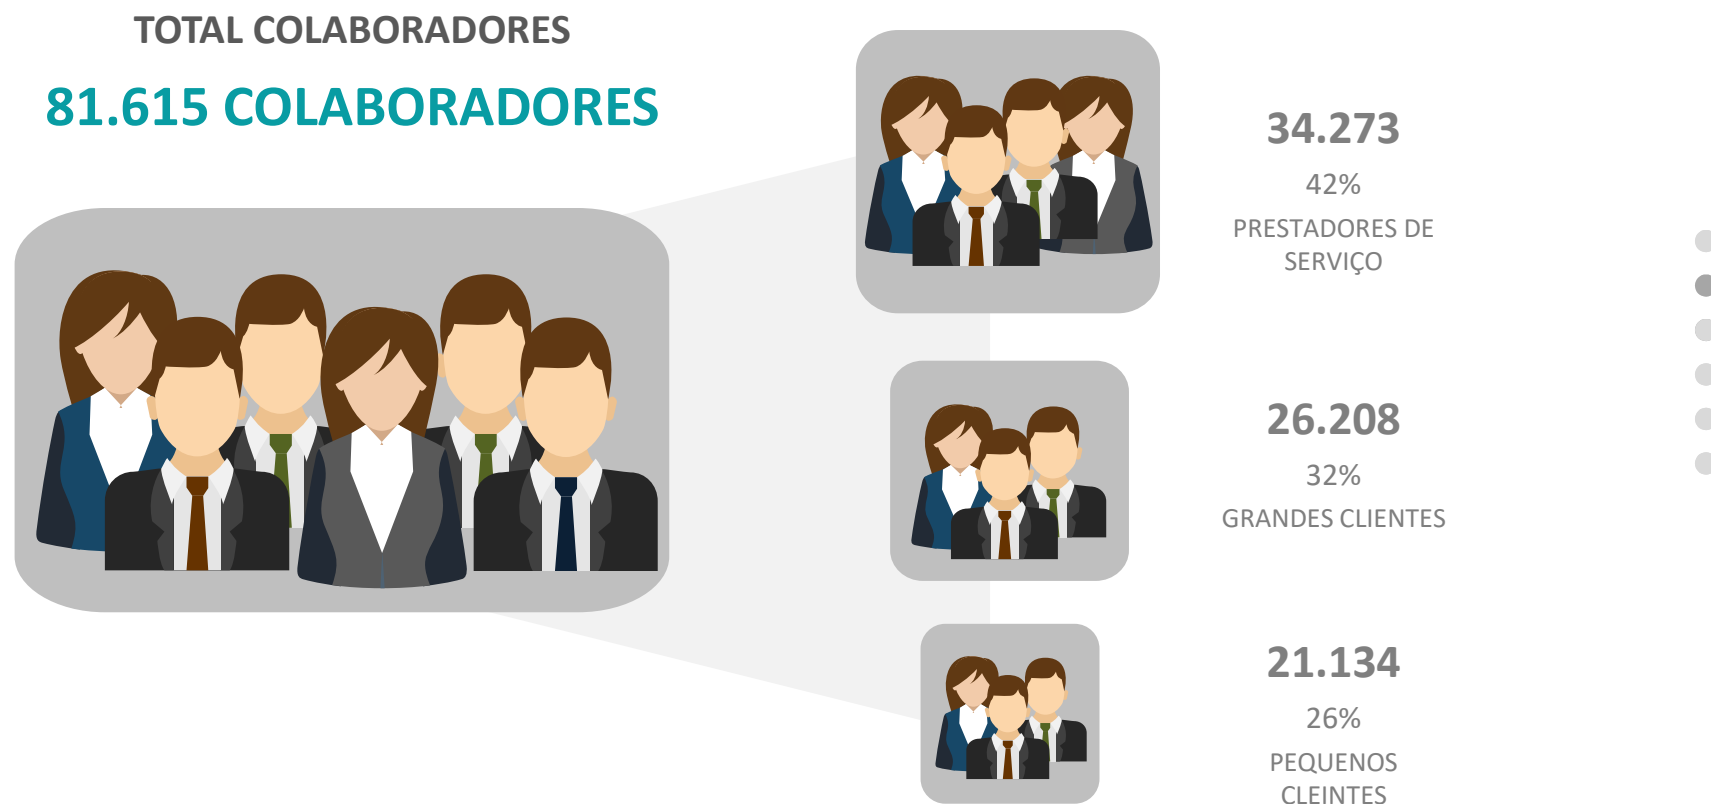 TOTAL COLABORADORES
81.615 COLABORADORES
34.273
42%
PRESTADORES DE
SERVIÇO
26.208
32%
GRANDES CLIENTES
21.134
26%
PEQUENOS
CLEINTES